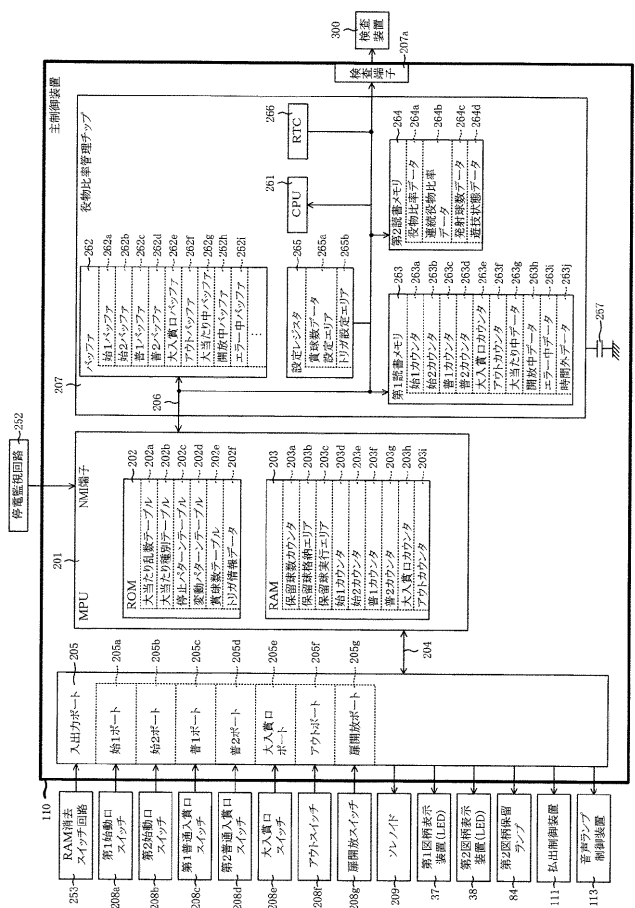 停電監視回路
252
110
主制御装置
253
RAM消去
スイッチ回路
208a
第1始動口
スイッチ
208b
第2始動口
スイッチ
208c
第1普通入賞口
スイッチ
208d
第2普通入賞口
スイッチ
208e
大入賞口
スイッチ
208f
アウトスイッチ
208g
扉開放スイッチ
209
ソレノイド
37
第1図柄表示
装置(LED)
38
第2図柄表示
装置(LED)
84
第2図柄保留
ランプ
111
払出制御装置
113
音声ランプ
制御装置
205
入出力ポート
始1ポート
205a
始2ポート
205b
普1ポート
205c
普2ポート
205d
大入賞口
ポート
205e
アウトポート
205f
扉開放ポート
205g
204
MPU
201
NMI端子
ROM
202
大当たり乱数テーブル
202a
大当たり種別テーブル
202b
停止パターンテーブル
202c
変動パターンテーブル
202d
賞球数テーブル
202e
トリガ情報データ
202f
RAM
203
保留球数カウンタ
203a
保留球格納エリア
203b
保留球実行エリア
203c
始1カウンタ
203d
始2カウンタ
203e
普1カウンタ
203f
普2カウンタ
203g
大入賞口カウンタ
203h
アウトカウンタ
203i
206
207
役物比率管理チップ
バッファ
262
始1バッファ
262a
始2バッファ
262b
普1バッファ
262c
普2バッファ
262d
大入賞口バッファ
262e
アウトバッファ
262f
大当たり中バッファ
262g
開放中バッファ
262h
エラー中バッファ
262i
⋮
設定レジスタ
265
賞球数データ
設定エリア
265a
トリガ設定エリア
265b
CPU
261
RTC
266
第1読書メモリ
263
始1カウンタ
263a
始2カウンタ
263b
普1カウンタ
263c
普2カウンタ
263d
大入賞口カウンタ
263e
アウトカウンタ
263f
大当たり中データ
263g
開放中データ
263h
エラー中データ
263i
時間外データ
263j
第2読書メモリ
264
役物比率データ
264a
連続役物比率
データ
264b
発射球数データ
264c
遊技状態データ
264d
257
検査
端子
207a
検査
装置
300